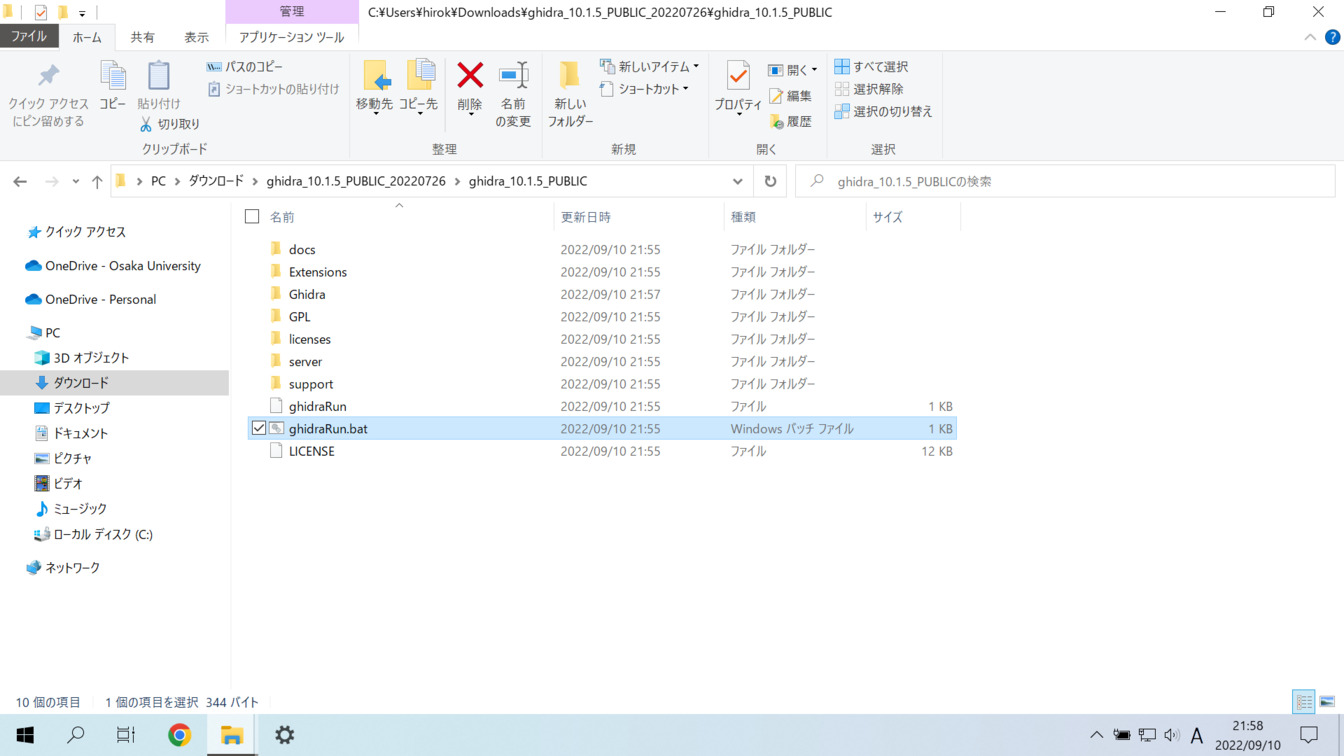 管理
C:¥Users¥hirok¥Downloads¥ghidra_10.1.5_PUBLIC_20220726¥ghidra_10.1.5_PUBLIC
ファイル
ホーム
共有
表示
アプリケーション ツール
クイック アクセス
にピン留めする
コピー
貼り付け
パスのコピー
ショートカットの貼り付け
切り取り
クリップボード
移動先
コピー先
削除
名前
の変更
整理
新しい
フォルダー
新しいアイテム
ショートカット
新規
プロパティ
開く
編集
履歴
開く
すべて選択
選択解除
選択の切り替え
選択
PC
ダウンロード
ghidra_10.1.5_PUBLIC_20220726
ghidra_10.1.5_PUBLIC
ghidra_10.1.5_PUBLICの検索
クイック アクセス
OneDrive - Osaka University
OneDrive - Personal
PC
3D オブジェクト
ダウンロード
デスクトップ
ドキュメント
ピクチャ
ビデオ
ミュージック
ローカル ディスク (C:)
ネットワーク
名前 更新日時 種類 サイズ
docs 2022/09/10 21:55 ファイル フォルダー
Extensions 2022/09/10 21:55 ファイル フォルダー
Ghidra 2022/09/10 21:57 ファイル フォルダー
GPL 2022/09/10 21:55 ファイル フォルダー
licenses 2022/09/10 21:55 ファイル フォルダー
server 2022/09/10 21:55 ファイル フォルダー
support 2022/09/10 21:55 ファイル フォルダー
ghidraRun 2022/09/10 21:55 ファイル 1 KB
ghidraRun.bat 2022/09/10 21:55 Windows バッチ ファイル 1 KB
LICENSE 2022/09/10 21:55 ファイル 12 KB
10 個の項目
1 個の項目を選択 344 バイト
A
21:58
2022/09/10